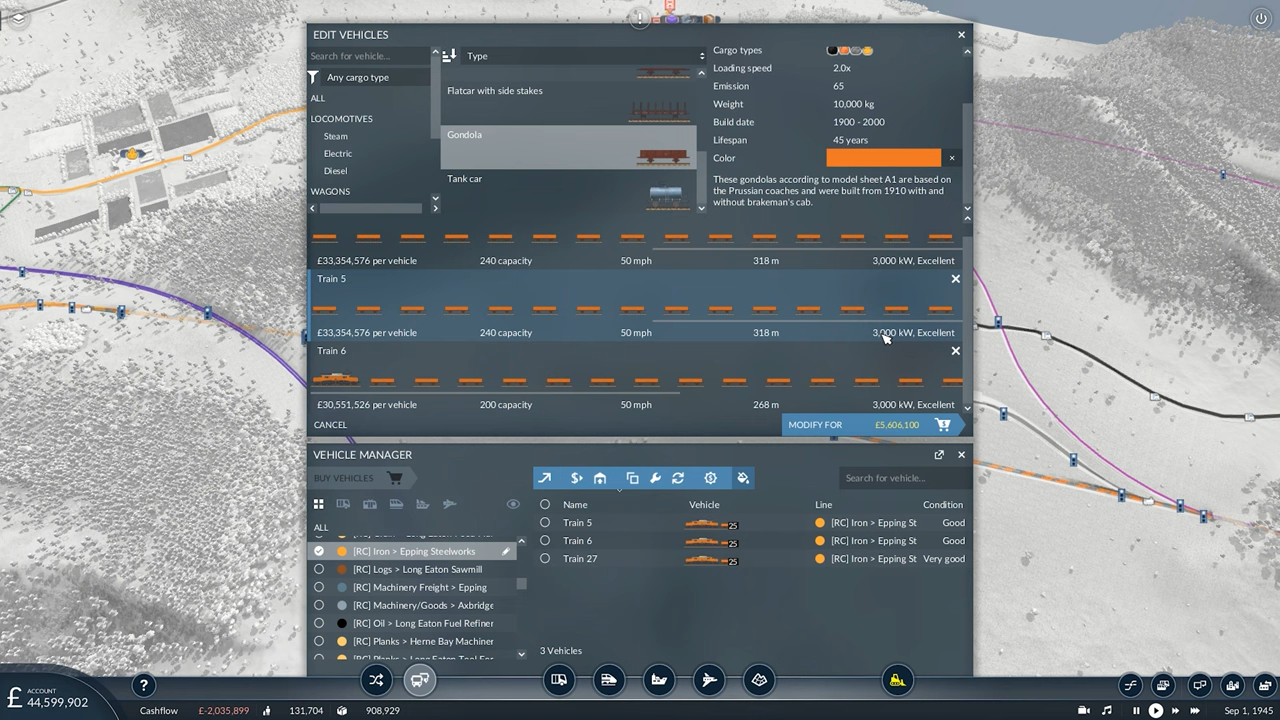 EDIT VEHICLES
Search for vehicle...
Any cargo type
ALL
LOCOMOTIVES
Steam
Electric
Diesel
WAGONS
Type
Flatcar with side stakes
Gondola
Tank car
Cargo types
Loading speed 2.0x
Emission 65
Weight 10,000 kg
Build date 1900 - 2000
Lifespan 45 years
Color
These gondolas according to model sheet A1 are based on
the Prussian coaches and were built from 1910 with and
without brakeman's cab.
£33,354,576 per vehicle 240 capacity 50 mph 318 m 3,000 kW, Excellent
Train 5
£33,354,576 per vehicle 240 capacity 50 mph 318 m 3,000 kW, Excellent
Train 6
£30,551,526 per vehicle 200 capacity 50 mph 268 m 3,000 kW, Excellent
CANCEL
MODIFY FOR £5,606,100
VEHICLE MANAGER
BUY VEHICLES
Search for vehicle...
ALL
[RC] Iron > Epping Steelworks
[RC] Logs > Long Eaton Sawmill
[RC] Machinery Freight > Epping
[RC] Machinery/Goods > Axbridge
[RC] Oil > Long Eaton Fuel Refiner
[RC] Planks > Herne Bay Machiner
Name Vehicle Line Condition
Train 5 25 [RC] Iron > Epping St Good
Train 6 25 [RC] Iron > Epping St Good
Train 27 25 [RC] Iron > Epping St Very good
3 Vehicles
£ ACCOUNT
44,599,902
?
Cashflow £-2,035,899 131,704 908,929
Sep 1, 1945